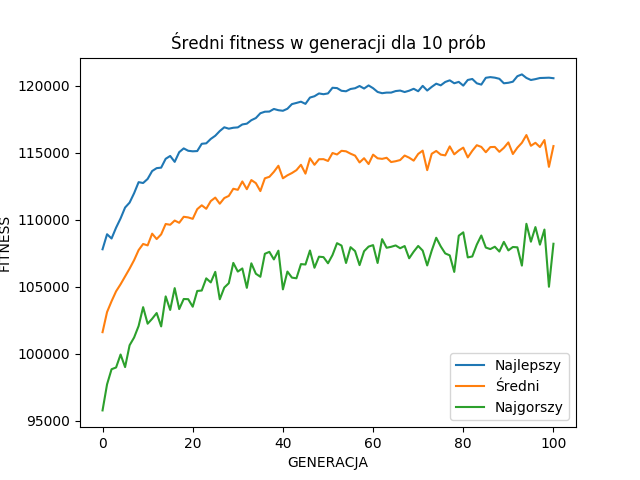 Średni fitness w generacji dla 10 prób
FITNESS
120000
115000
110000
105000
100000
95000
0 20 40 60 80 100
GENERACJA
Najlepszy
Średni
Najgorszy